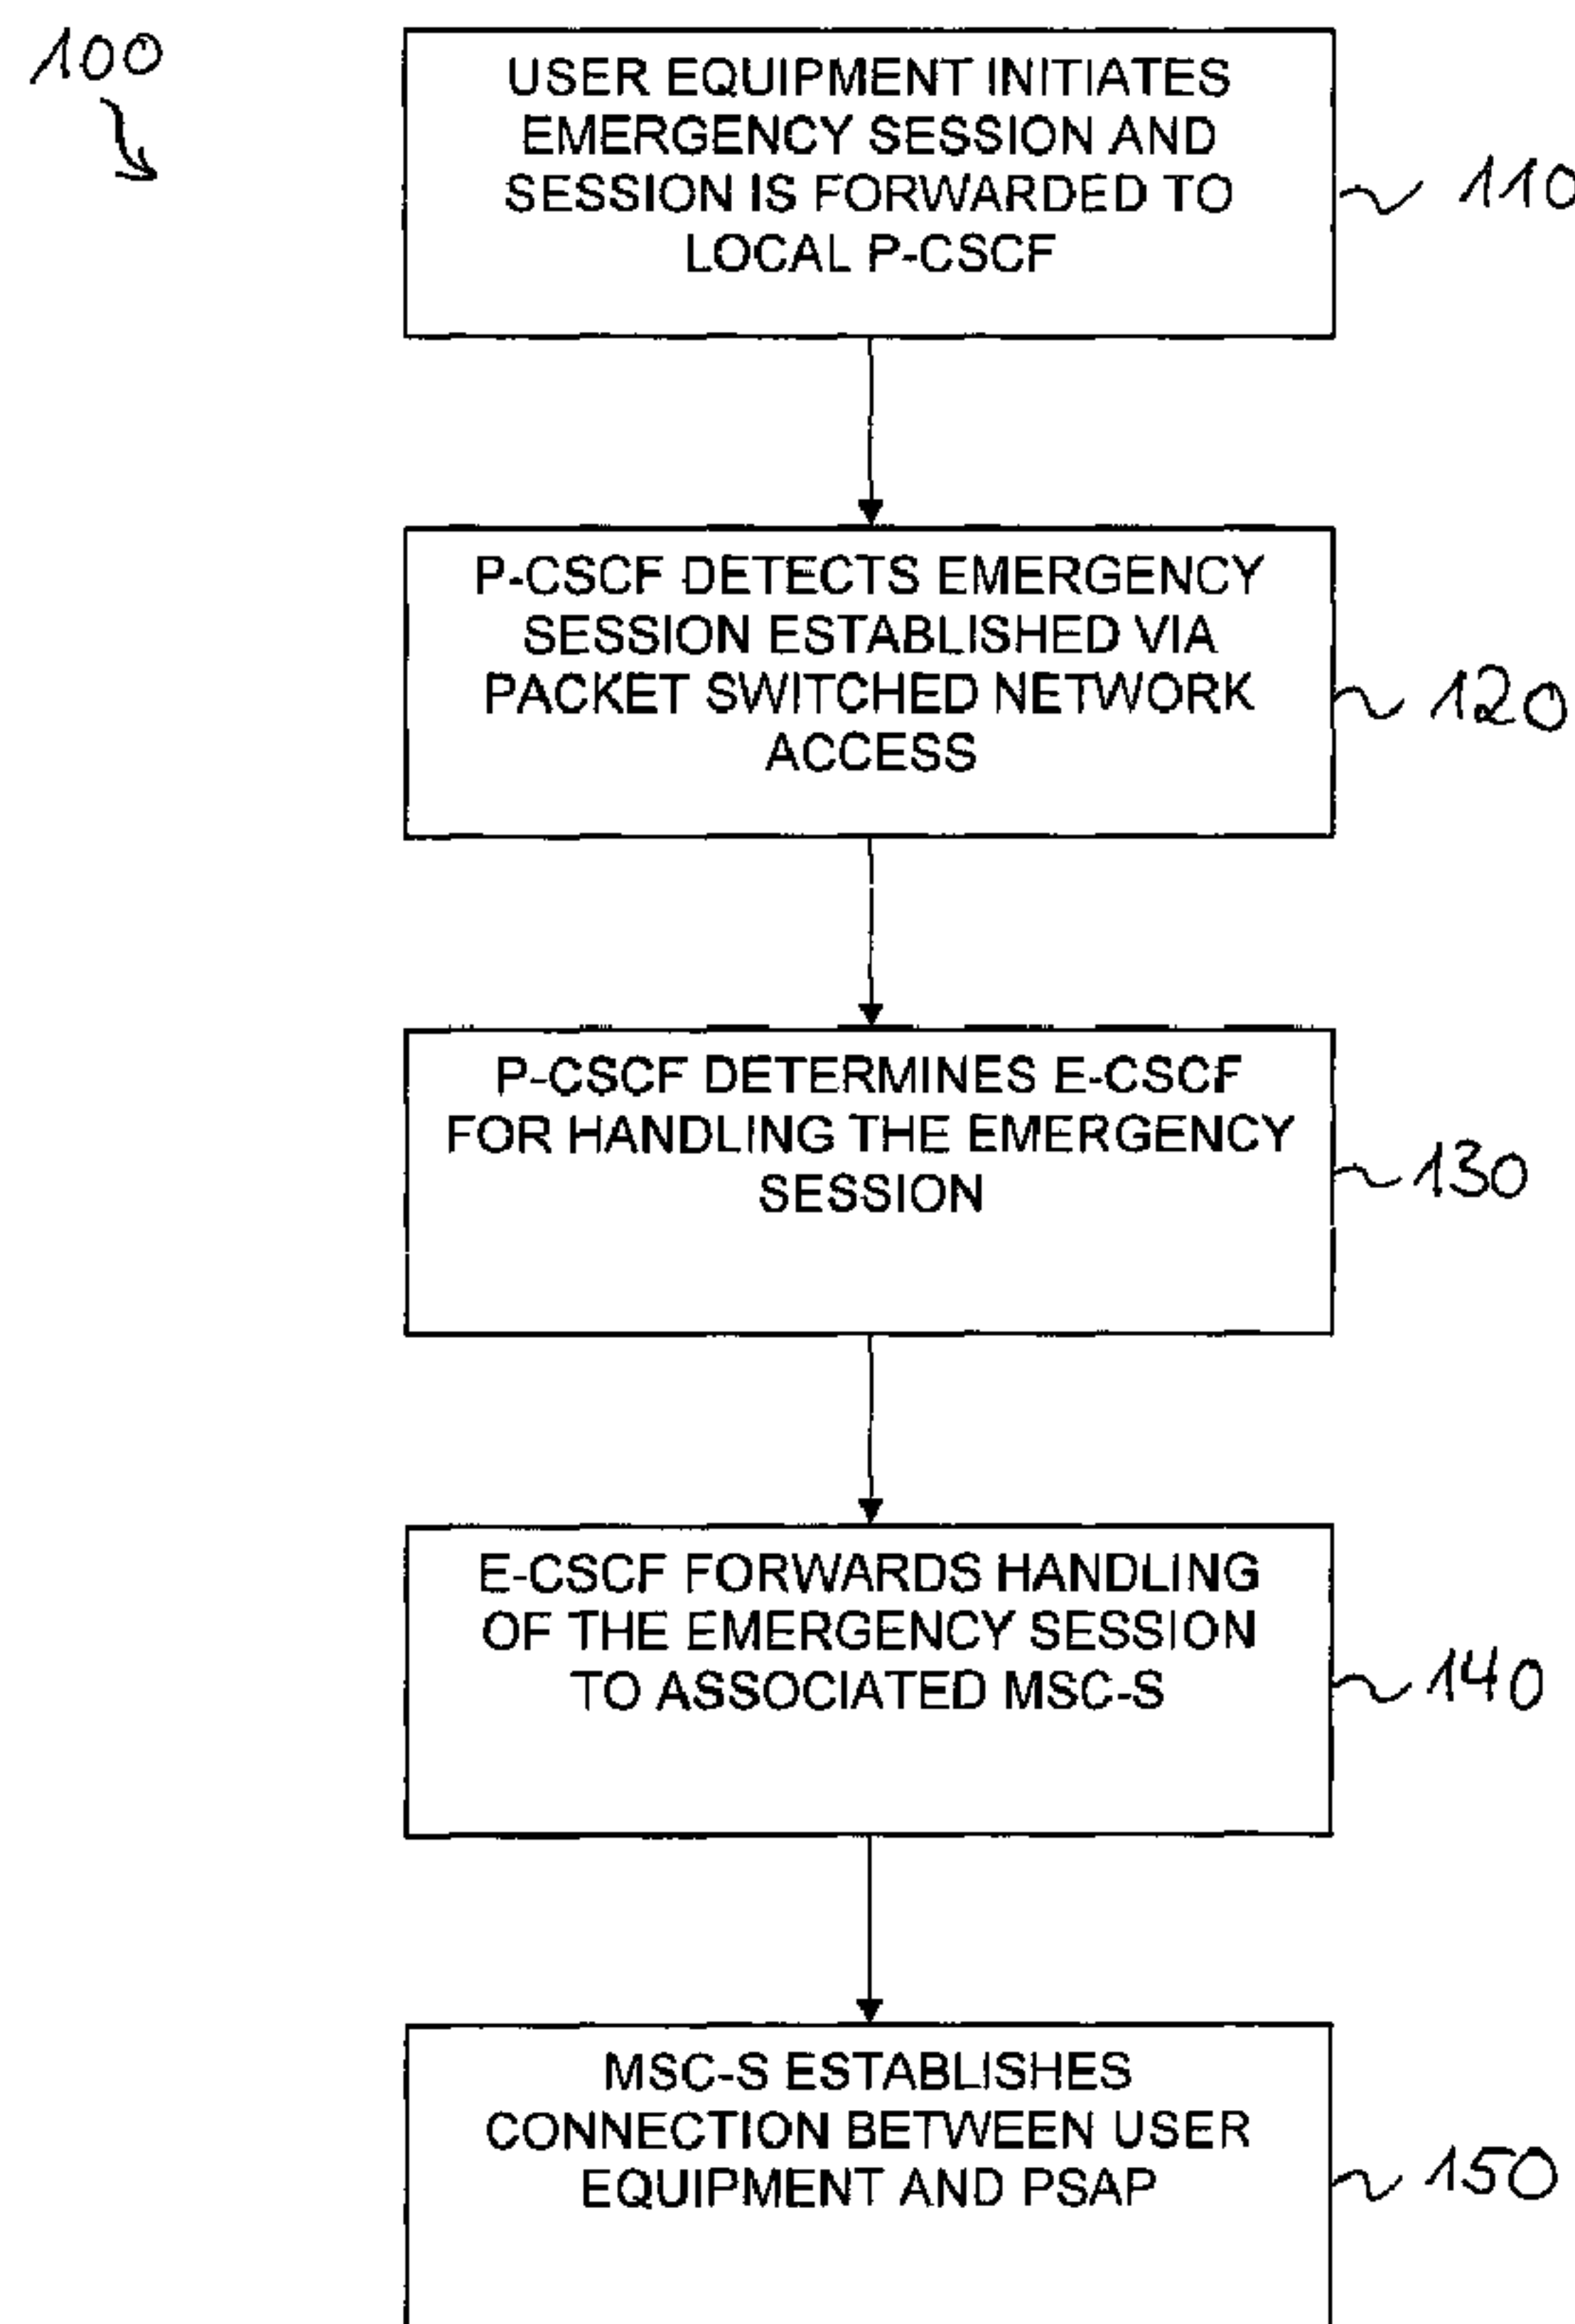 100
USER EQUIPMENT INITIATES
EMERGENCY SESSION AND
SESSION IS FORWARDED TO
LOCAL P-CSCF
110
P-CSCF DETECTS EMERGENCY
SESSION ESTABLISHED VIA
PACKET SWITCHED NETWORK
ACCESS
120
P-CSCF DETERMINES E-CSCF
FOR HANDLING THE EMERGENCY
SESSION
130
E-CSCF FORWARDS HANDLING
OF THE EMERGENCY SESSION
TO ASSOCIATED MSC-S
140
MSC-S ESTABLISHES
CONNECTION BETWEEN USER
EQUIPMENT AND PSAP
150